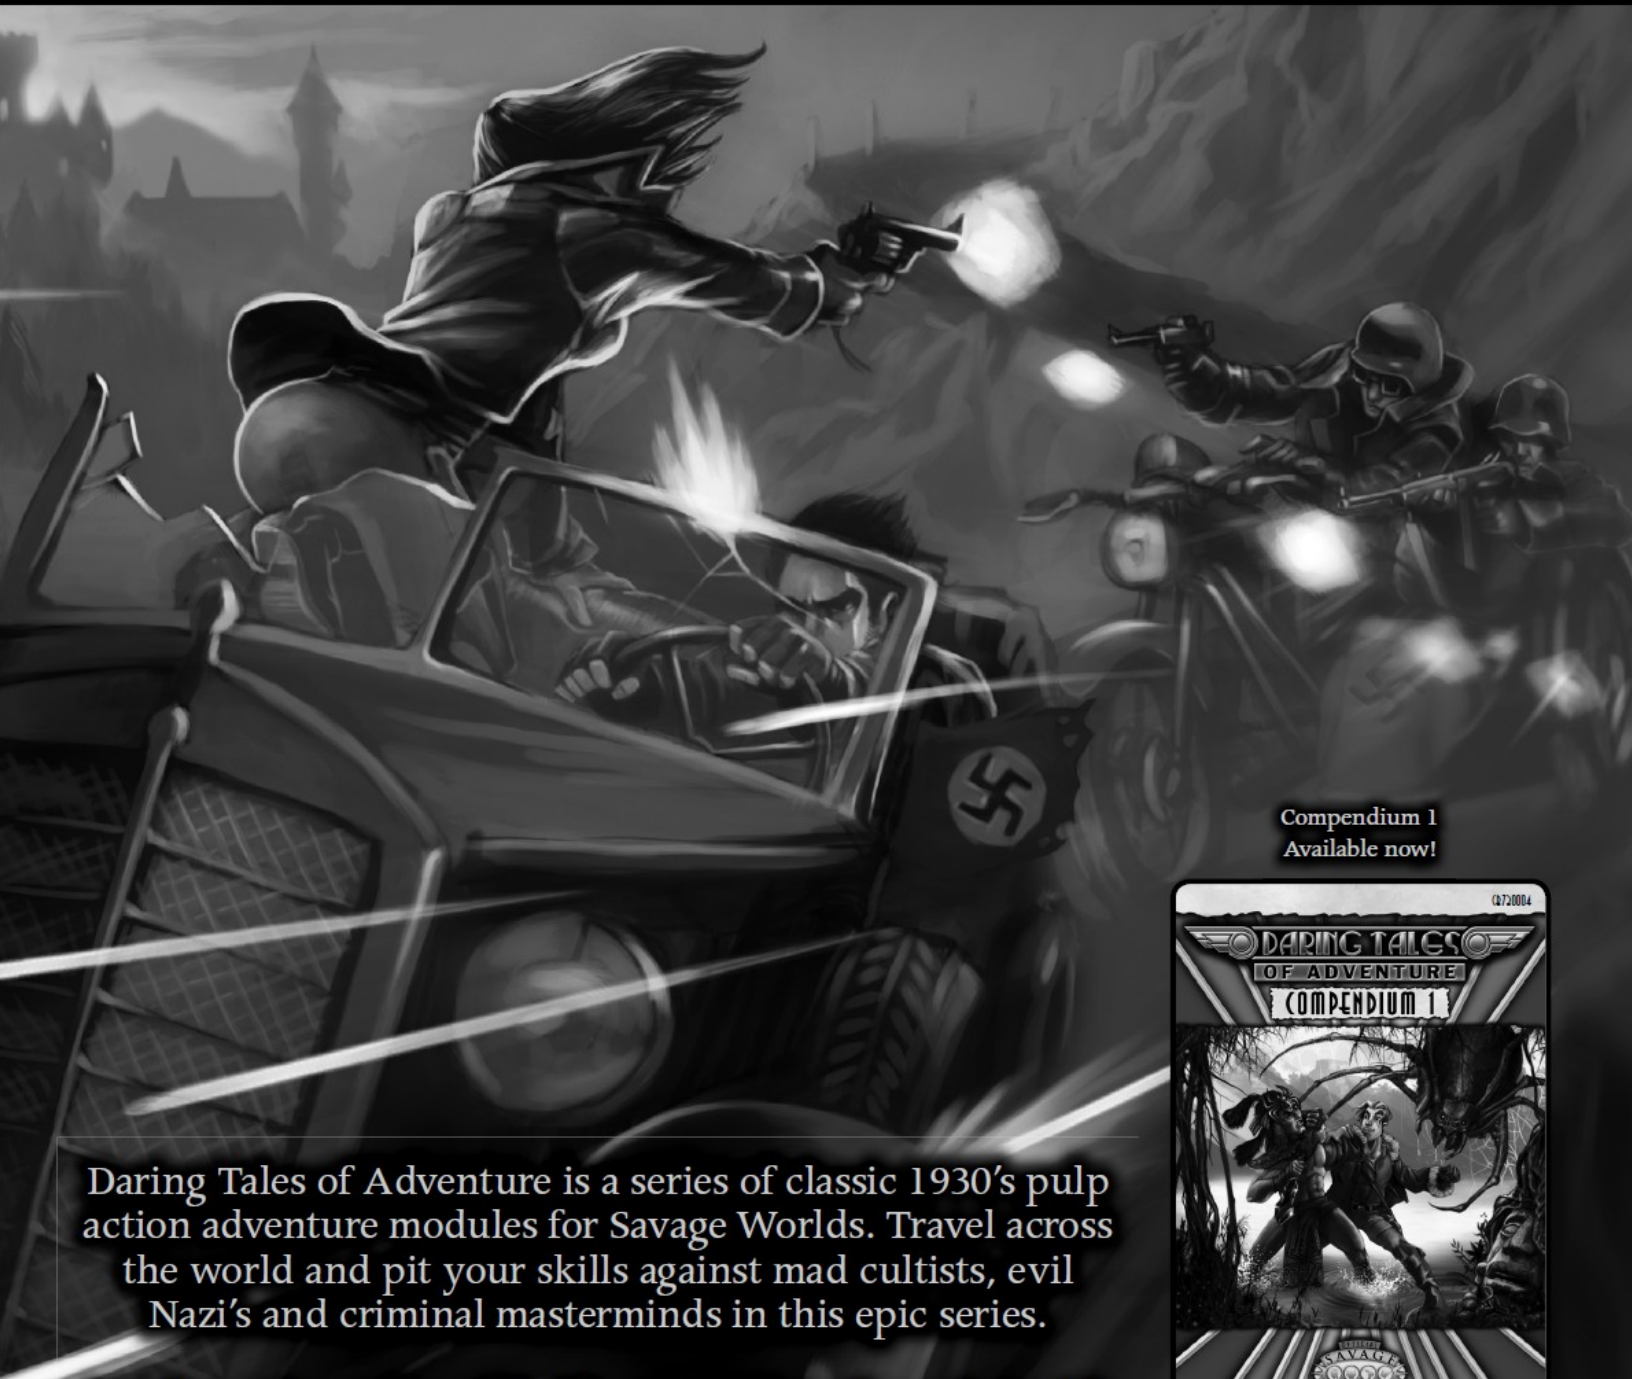 Compendium 1
Available now!
CR720004
DARING TALES
OF ADVENTURE
COMPENDIUM 1
Daring Tales of Adventure is a series of classic 1930's pulp
action adventure modules for Savage Worlds. Travel across
the world and pit your skills against mad cultists, evil
Nazi's and criminal masterminds in this epic series.
SAVAGE